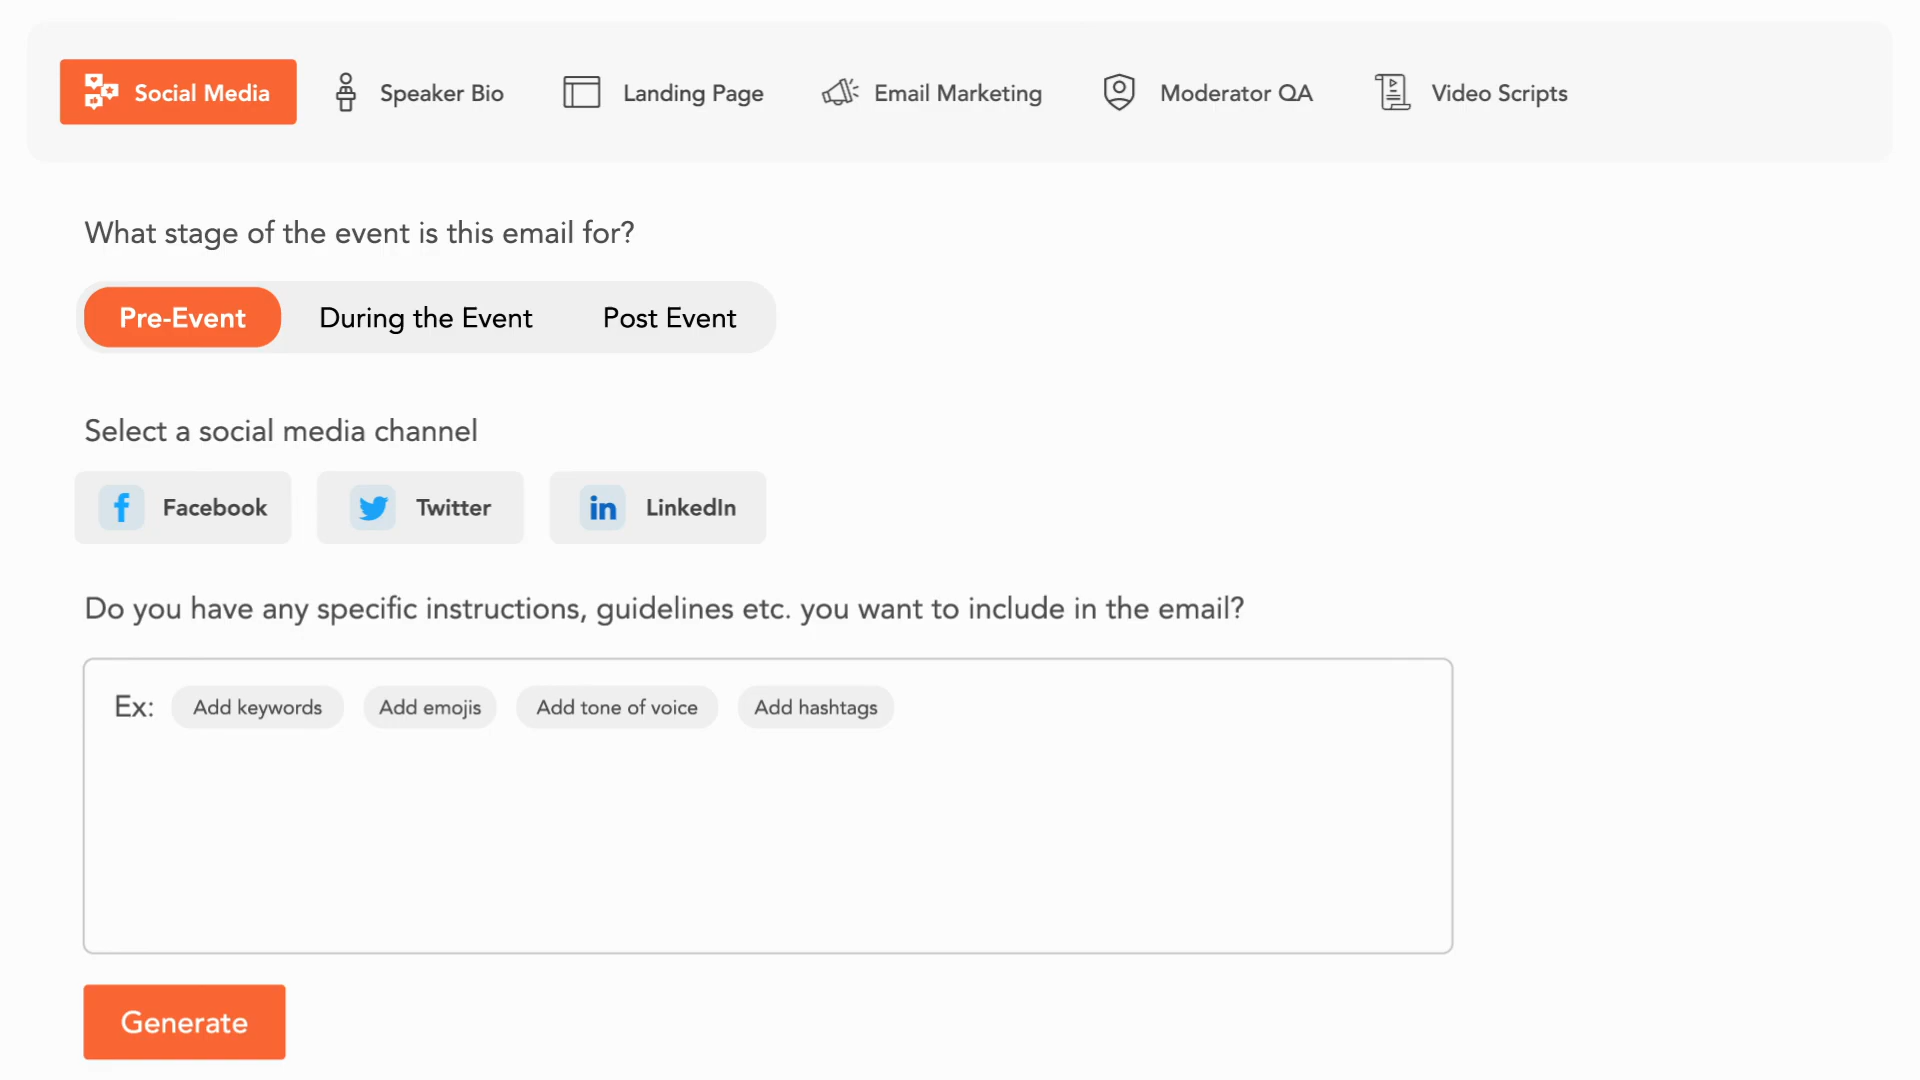 Social Media Speaker Bio Landing Page Email Marketing Moderator QA Video Scripts
What stage of the event is this email for?
Pre-Event During the Event Post Event
Select a social media channel
Facebook Twitter LinkedIn
Do you have any specific instructions, guidelines etc. you want to include in the email?
Ex: Add keywords Add emojis Add tone of voice Add hashtags
Generate